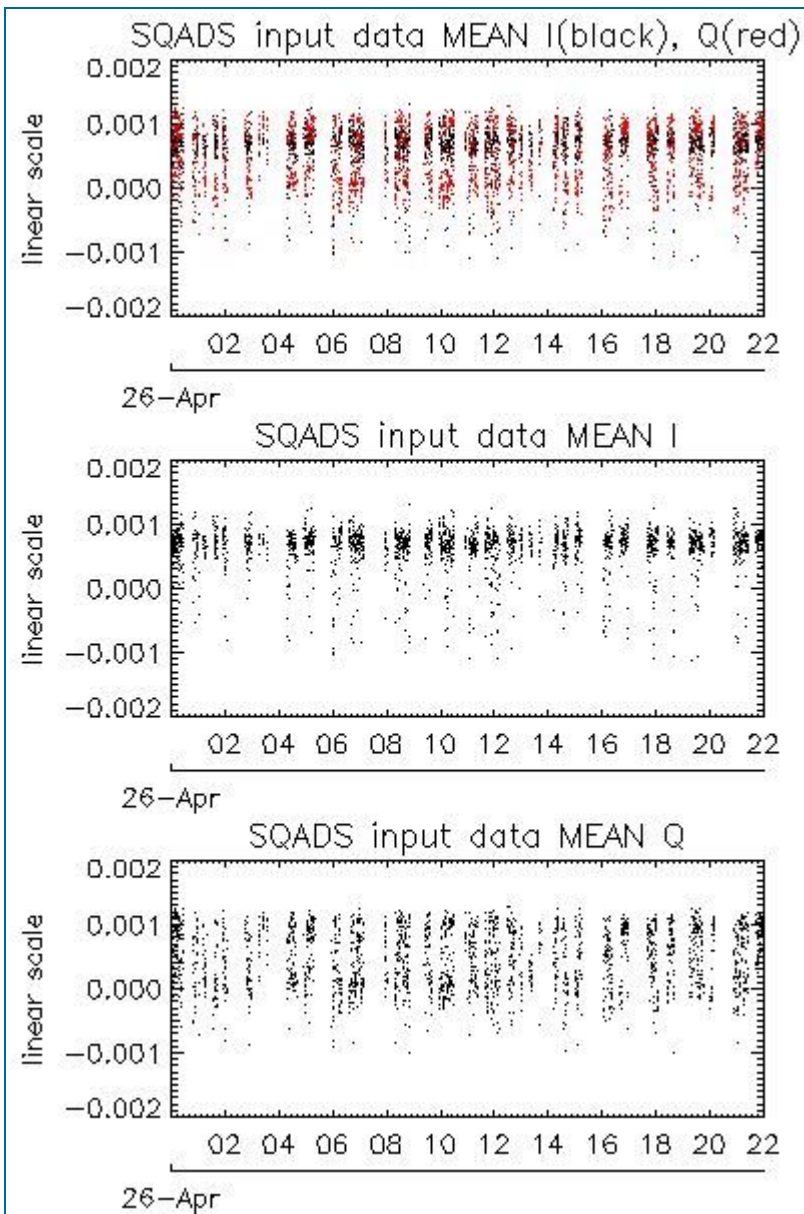 SQADS input data MEAN I(black), Q(red)
linear scale
0.002
0.001
0.000
−0.001
−0.002
02 04 06 08 10 12 14 16 18 20 22
26-Apr
SQADS input data MEAN I
linear scale
0.002
0.001
0.000
−0.001
−0.002
02 04 06 08 10 12 14 16 18 20 22
26-Apr
SQADS input data MEAN Q
linear scale
0.002
0.001
0.000
−0.001
−0.002
02 04 06 08 10 12 14 16 18 20 22
26-Apr